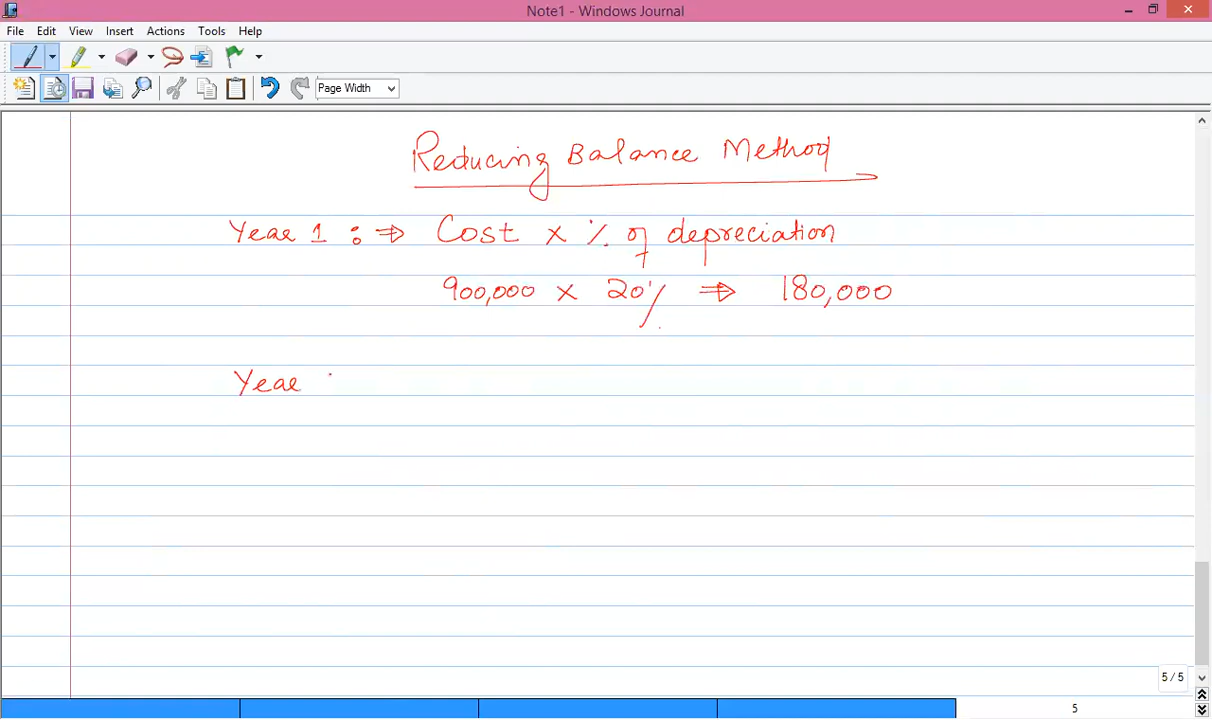 Note1 - Windows Journal
File Edit View Insert Actions Tools Help
Page Width
Reducing Balance Method
Year 1 : ⇒ Cost × % of depreciation
900,000 × 20% ⇒ 180,000
Year
5 / 5
5